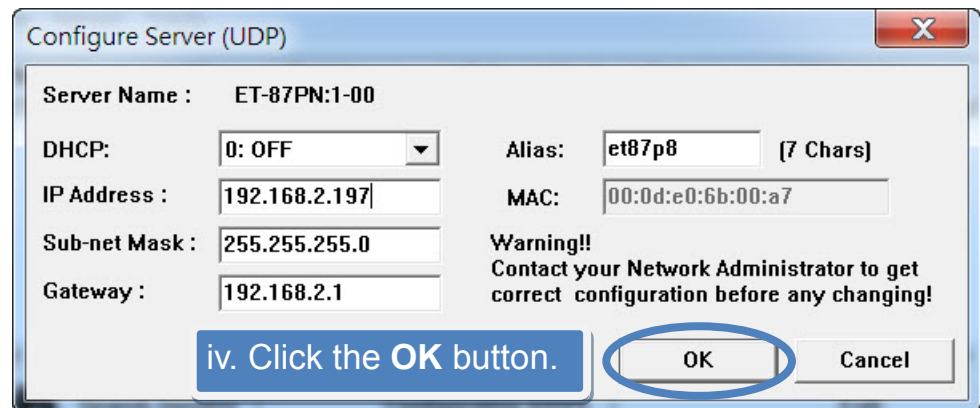 Configure Server (UDP)
X
Server Name : ET-87PN:1-00
DHCP: 0: OFF Alias: et87p8 (7 Chars)
IP Address : 192.168.2.197 MAC: 00:0d:e0:6b:00:a7
Sub-net Mask : 255.255.255.0 Warning!!
Contact your Network Administrator to get
Gateway : 192.168.2.1 correct configuration before any changing!
iv. Click the OK button. OK Cancel